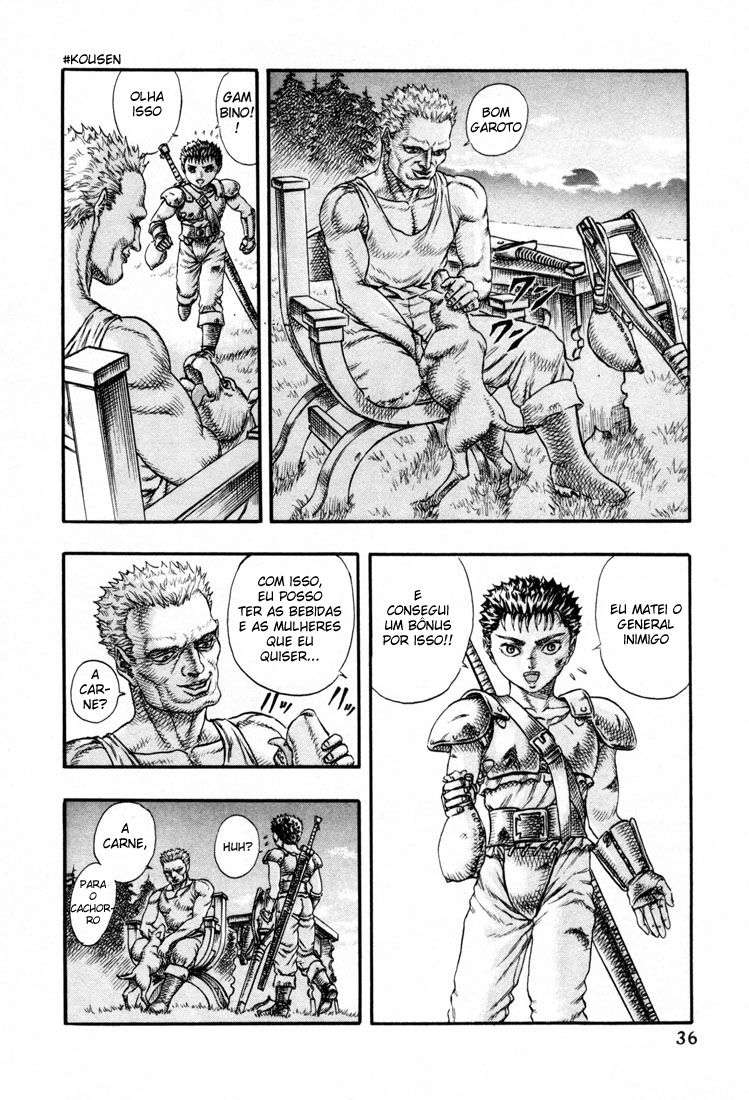 #KOUSEN
BOM
GAROTO
GAM
BINO!
!
OLHA
ISSO
EU MATEI O
GENERAL
INIMIGO
E
CONSEGUI
UM BÔNUS
POR ISSO!!
COM ISSO,
EU POSSO
TER AS BEBIDAS
E AS MULHERES
QUE EU
QUISER...
A
CAR-
NE?
HUH?
A
CARNE,
PARA
O
CACHOR-
RO
36